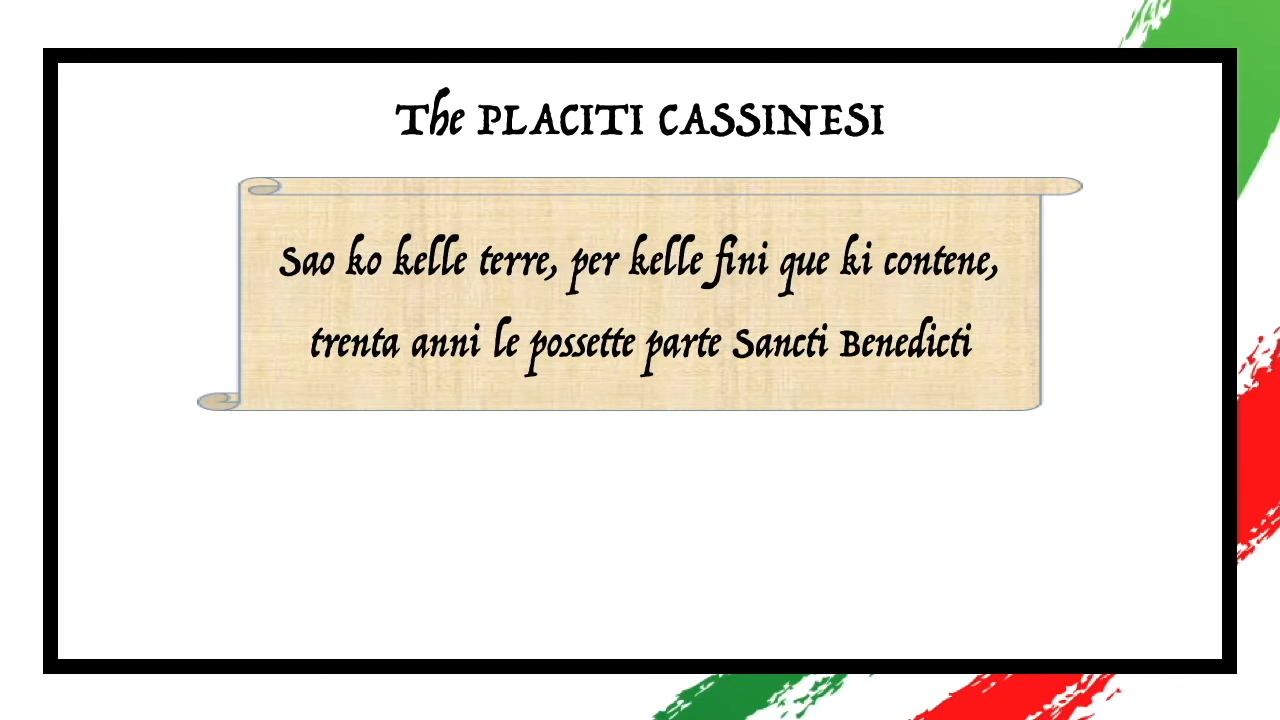 The PLACITI CASSINESI
Sao ko kelle terre, per kelle fini que ki contene,
trenta anni le possette parte Sancti Benedicti